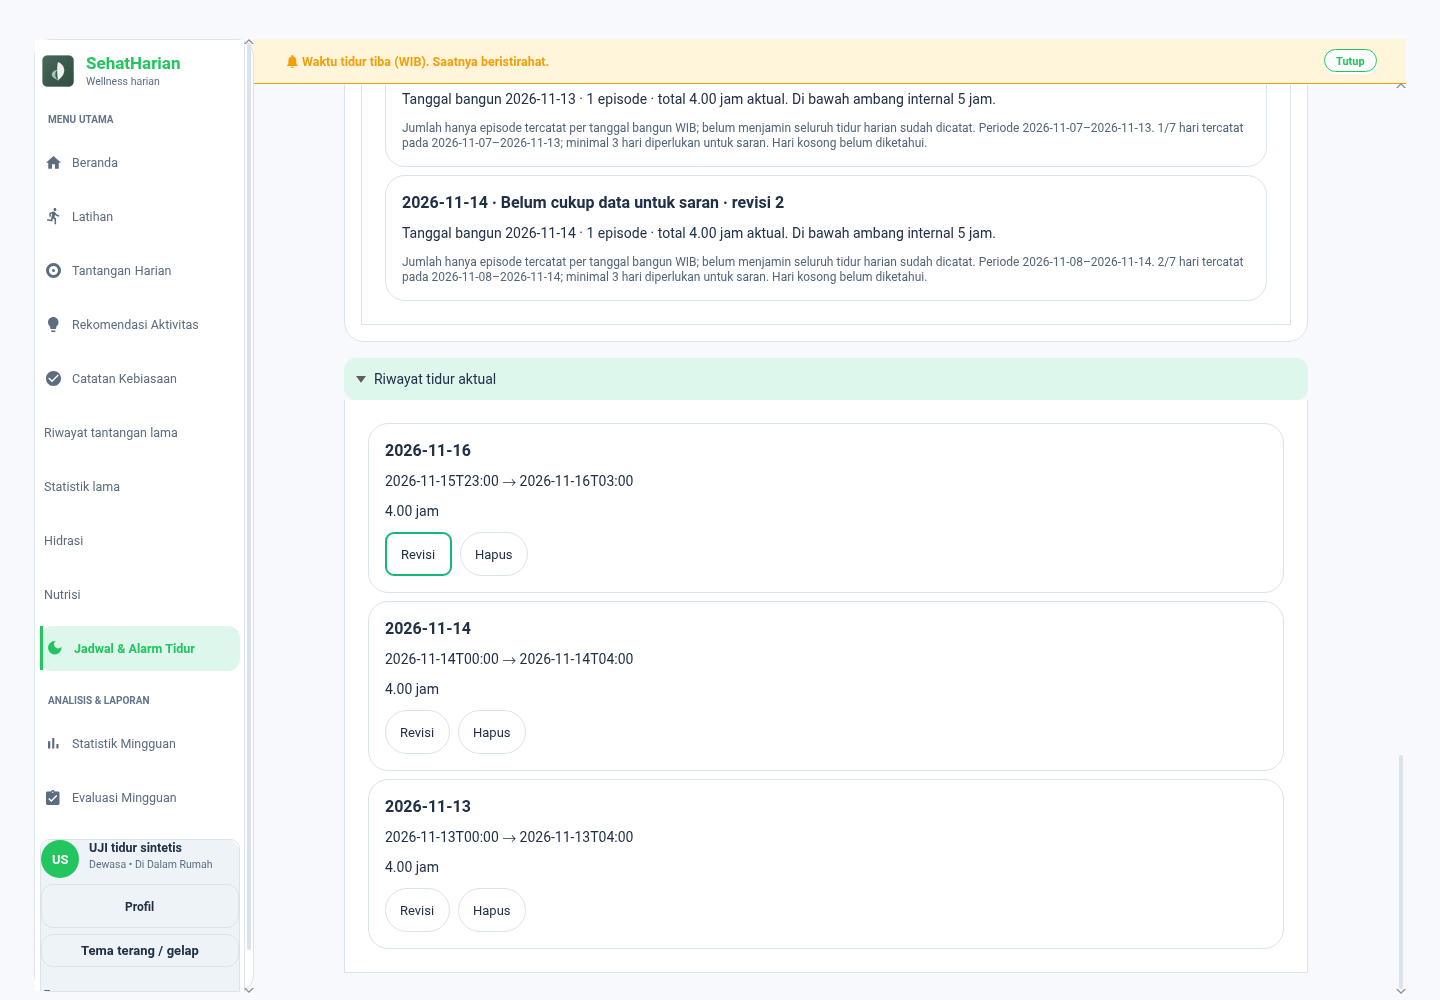 SehatHarian
Wellness harian
MENU UTAMA
Beranda
Latihan
Tantangan Harian
Rekomendasi Aktivitas
Catatan Kebiasaan
Riwayat tantangan lama
Statistik lama
Hidrasi
Nutrisi
Jadwal & Alarm Tidur
ANALISIS & LAPORAN
Statistik Mingguan
Evaluasi Mingguan
US
UJI tidur sintetis
Dewasa • Di Dalam Rumah
Profil
Tema terang / gelap
Waktu tidur tiba (WIB). Saatnya beristirahat.
Tutup
Tanggal bangun 2026-11-13 · 1 episode · total 4.00 jam aktual. Di bawah ambang internal 5 jam.
Jumlah hanya episode tercatat per tanggal bangun WIB; belum menjamin seluruh tidur harian sudah dicatat. Periode 2026-11-07–2026-11-13. 1/7 hari tercatat
pada 2026-11-07–2026-11-13; minimal 3 hari diperlukan untuk saran. Hari kosong belum diketahui.
2026-11-14 · Belum cukup data untuk saran · revisi 2
Tanggal bangun 2026-11-14 · 1 episode · total 4.00 jam aktual. Di bawah ambang internal 5 jam.
Jumlah hanya episode tercatat per tanggal bangun WIB; belum menjamin seluruh tidur harian sudah dicatat. Periode 2026-11-08–2026-11-14. 2/7 hari tercatat
pada 2026-11-08–2026-11-14; minimal 3 hari diperlukan untuk saran. Hari kosong belum diketahui.
Riwayat tidur aktual
2026-11-16
2026-11-15T23:00 → 2026-11-16T03:00
4.00 jam
Revisi
Hapus
2026-11-14
2026-11-14T00:00 → 2026-11-14T04:00
4.00 jam
Revisi
Hapus
2026-11-13
2026-11-13T00:00 → 2026-11-13T04:00
4.00 jam
Revisi
Hapus